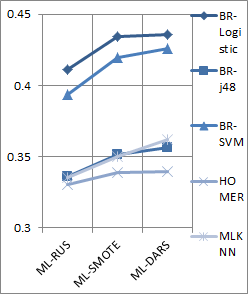 0.45
0.4
0.35
0.3
ML-RUS
ML-SMOTE
ML-DARS
BR-
Logi
stic
BR-
j48
BR-
SVM
HO
MER
MLK
NN